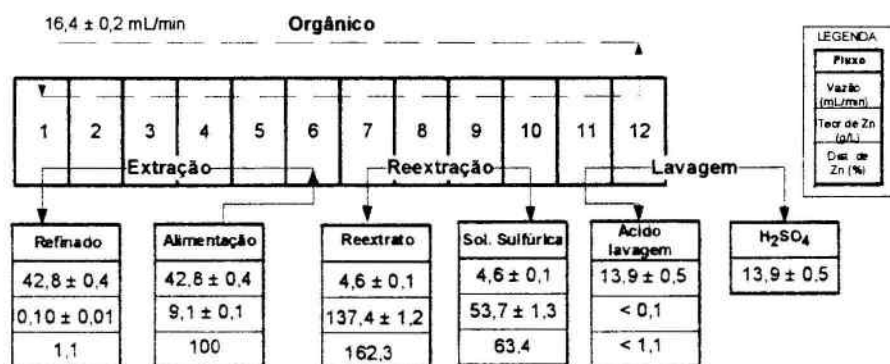 16,4 ± 0,2 mL/min Orgânico
LEGENDA
Fluxo
Vazão (mL/min)
Teor de Zn (g/L)
Dist. de Zn (%)
1 2 3 4 5 6 7 8 9 10 11 12
Extração Reextração Lavagem
Refinado Alimentação Reextrato Sol. Sulfúrica Ácido lavagem H2SO4
42,8 ± 0,4 42,8 ± 0,4 4,6 ± 0,1 4,6 ± 0,1 13,9 ± 0,5 13,9 ± 0,5
0,10 ± 0,01 9,1 ± 0,1 137,4 ± 1,2 53,7 ± 1,3 < 0,1
1,1 100 162,3 63,4 < 1,1